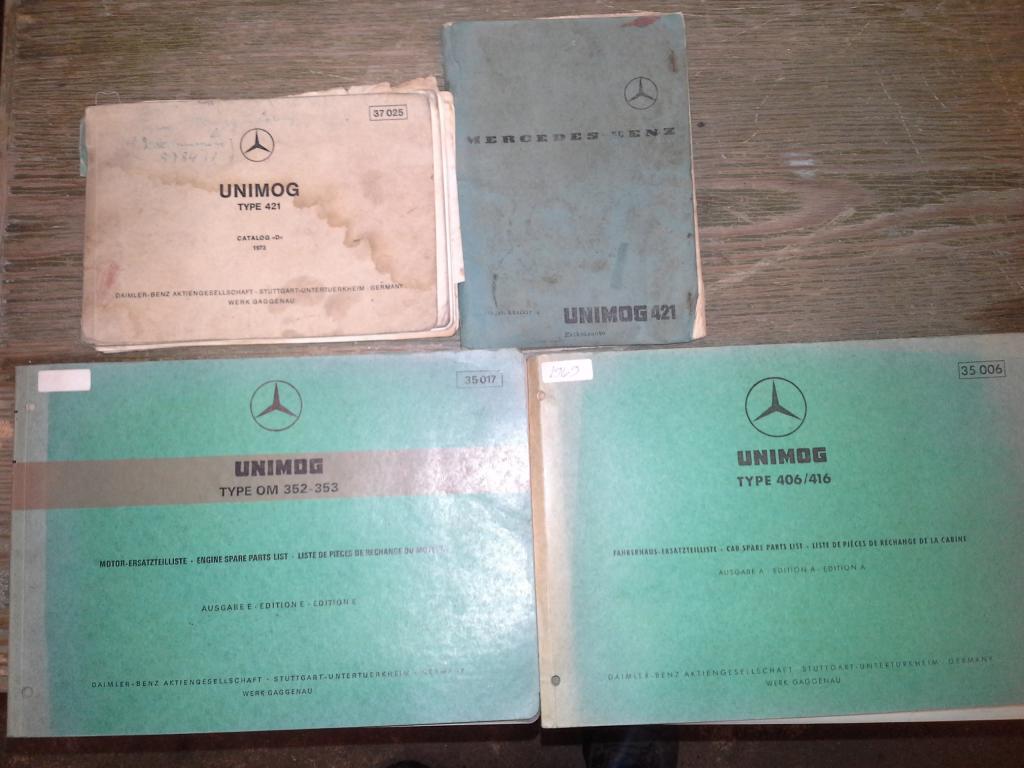 37 025
UNIMOG
TYPE 421
CATALOG «D»
1973
DAIMLER-BENZ AKTIENGESELLSCHAFT · STUTTGART-UNTERTUERKHEIM · GERMANY
WERK GAGGENAU
MERCEDES-BENZ
UNIMOG 421
35 017
UNIMOG
TYPE OM 352-353
MOTOR-ERSATZTEILLISTE · ENGINE SPARE PARTS LIST · LISTE DE PIÈCES DE RECHANGE DU MOTEUR
AUSGABE E · EDITION E · EDITION E
DAIMLER-BENZ AKTIENGESELLSCHAFT · STUTTGART-UNTERTUERKHEIM · GERMANY
WERK GAGGENAU
1969
35 006
UNIMOG
TYPE 406/416
FAHRERHAUS-ERSATZTEILLISTE · CAB SPARE PARTS LIST · LISTE DE PIÈCES DE RECHANGE DE LA CABINE
AUSGABE A · EDITION A · EDITION A
DAIMLER-BENZ AKTIENGESELLSCHAFT · STUTTGART-UNTERTURKHEIM · GERMANY
WERK GAGGENAU